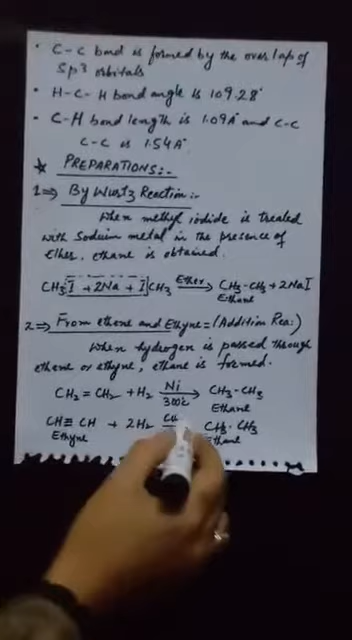 • C-C bond is formed by the overlap of
Sp³ orbitals
• H-C-H bond angle is 109.28°
• C-H bond length is 1.09A° and C-C
C-C is 1.54A°
* PREPARATIONS:-
1⇒ By Wurtz Reaction:-
When methyl iodide is treated
with Sodium metal in the presence of
Ether, ethane is obtained.
CH₃ I + 2Na + I CH₃ Ether → CH₃-CH₃ + 2NaI
Ethane
2⇒ From ethene and Ethyne = (Addition Rea:)
When hydrogen is passed through
ethene or ethyne, ethane is formed.
CH₂ = CH₂ + H₂ Ni → CH₃-CH₃
300°c Ethane
CH ≡ CH + 2H₂ CH₃-CH₃
Ethyne Ethane